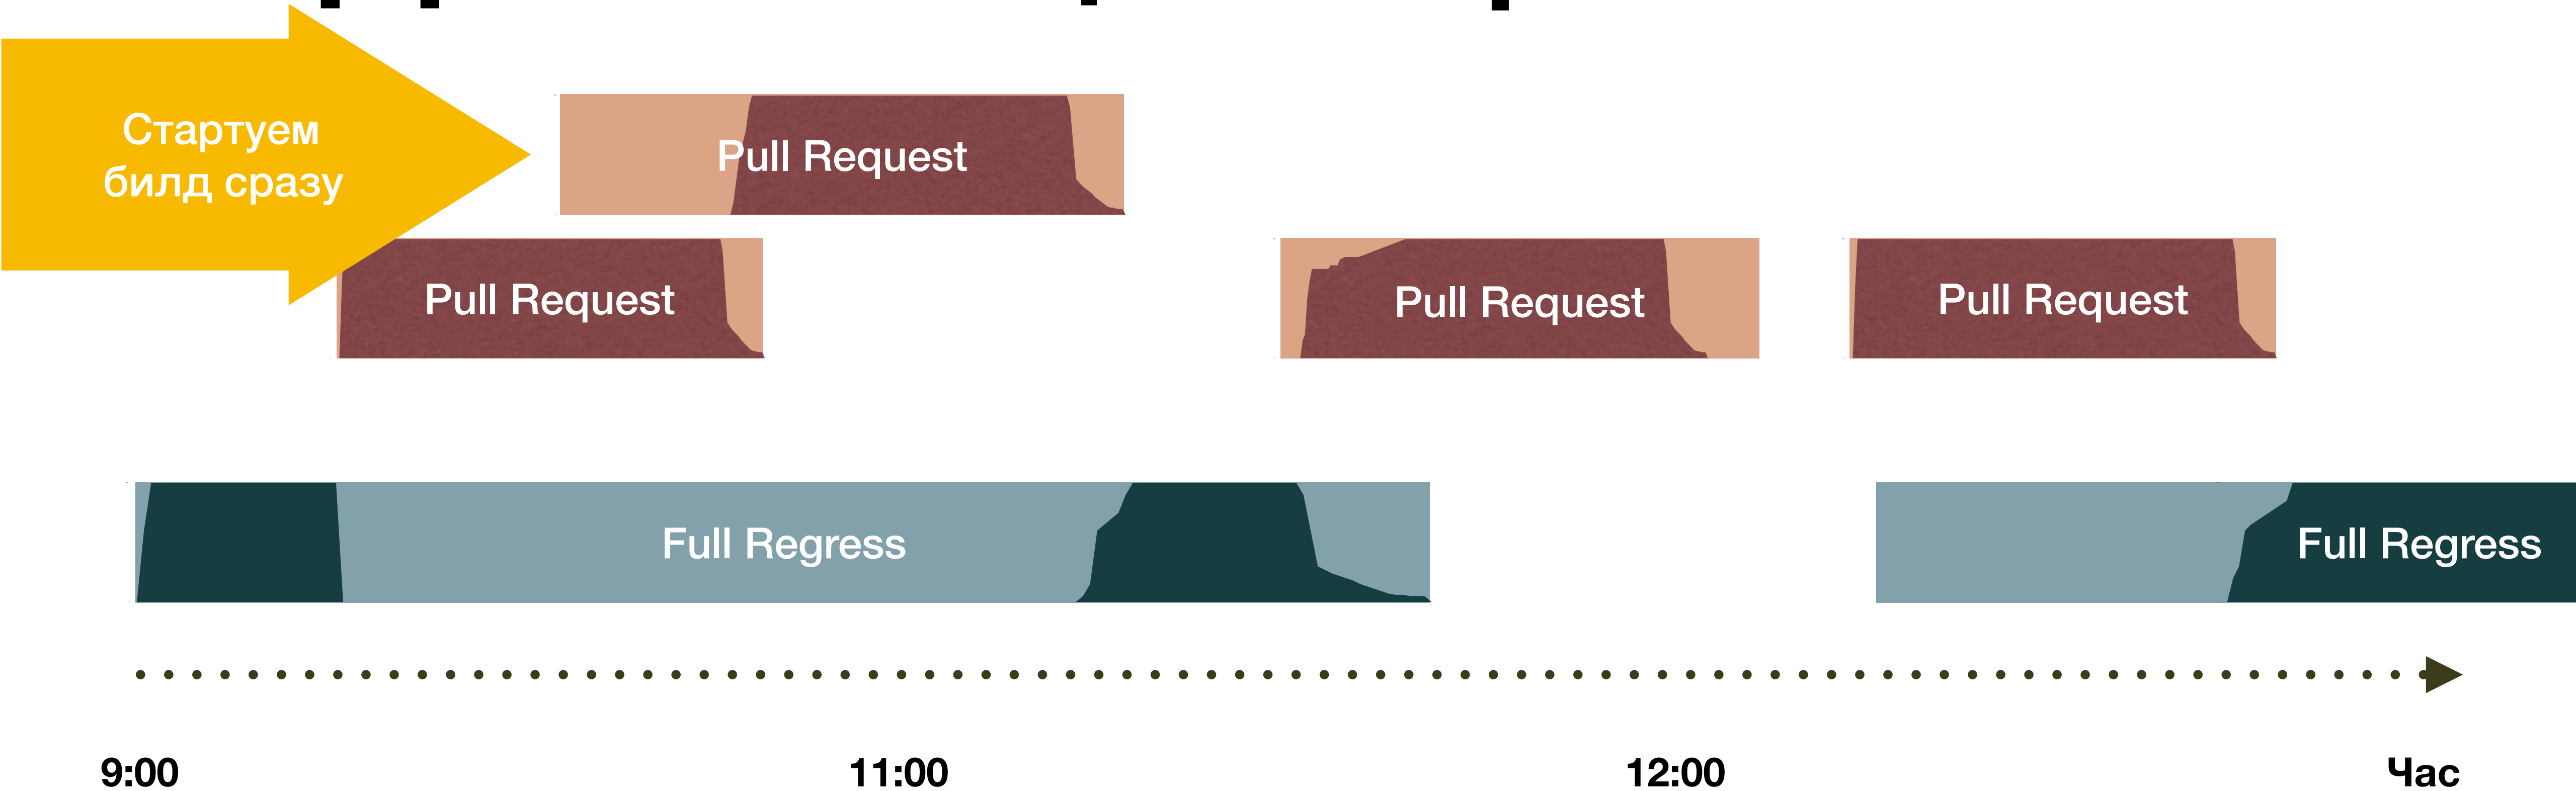 Стартуем
билд сразу
Pull Request
Pull Request
Pull Request
Pull Request
Full Regress
Full Regress
9:00
11:00
12:00
Час